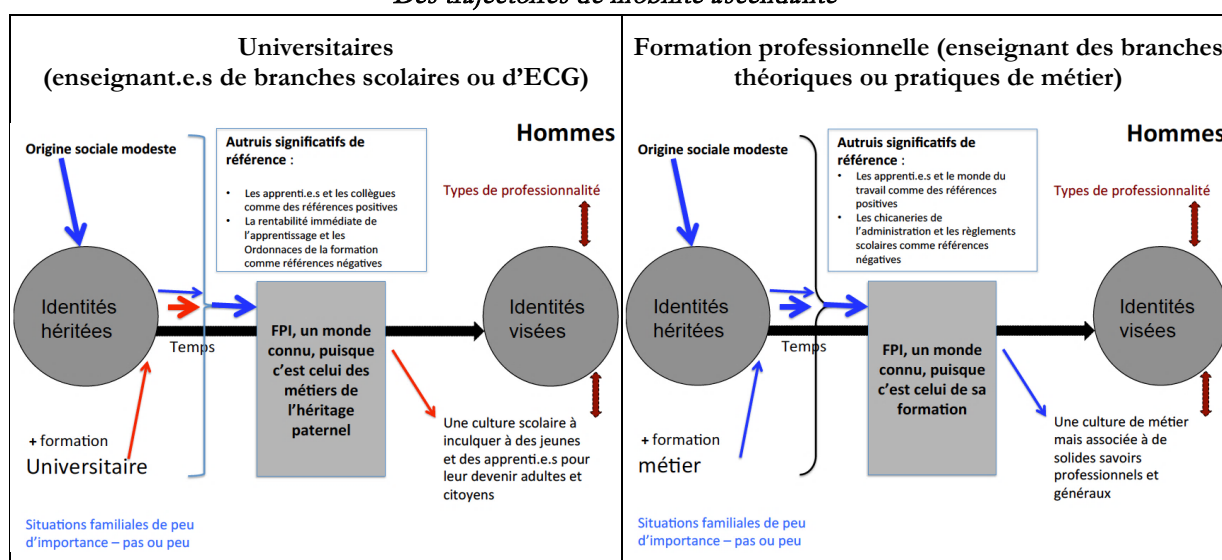 Des trajectoires de mobilité ascendante
Universitaires
(enseignant.e.s de branches scolaires ou d'ECG)
Hommes
Origine sociale modeste
Autruis significatifs de
référence :
• Les apprenti.e.s et les collègues
comme des références positives
• La rentabilité immédiate de
l'apprentissage et les
Ordonnaces de la formation
comme références négatives
Types de professionnalité
Identités
héritées
Temps
FPI, un monde
connu, puisque
c'est celui des
métiers de
l'héritage
paternel
Identités
visées
+ formation
Universitaire
Une culture scolaire à
inculquer à des jeunes
et des apprenti.e.s pour
leur devenir adultes et
citoyens
Situations familiales de peu
d'importance – pas ou peu
Formation professionnelle (enseignant des branches
théoriques ou pratiques de métier)
Hommes
Origine sociale modeste
Autruis significatifs de
référence :
• Les apprenti.e.s et le monde du
travail comme des références
positives
• Les chicaneries de
l'administration et les règlements
scolaires comme références
négatives
Types de professionnalité
Identités
héritées
Temps
FPI, un monde
connu, puisque
c'est celui de sa
formation
Identités
visées
+ formation
métier
Une culture de métier
mais associée à de
solides savoirs
professionnels et
généraux
Situations familiales de peu
d'importance – pas ou peu